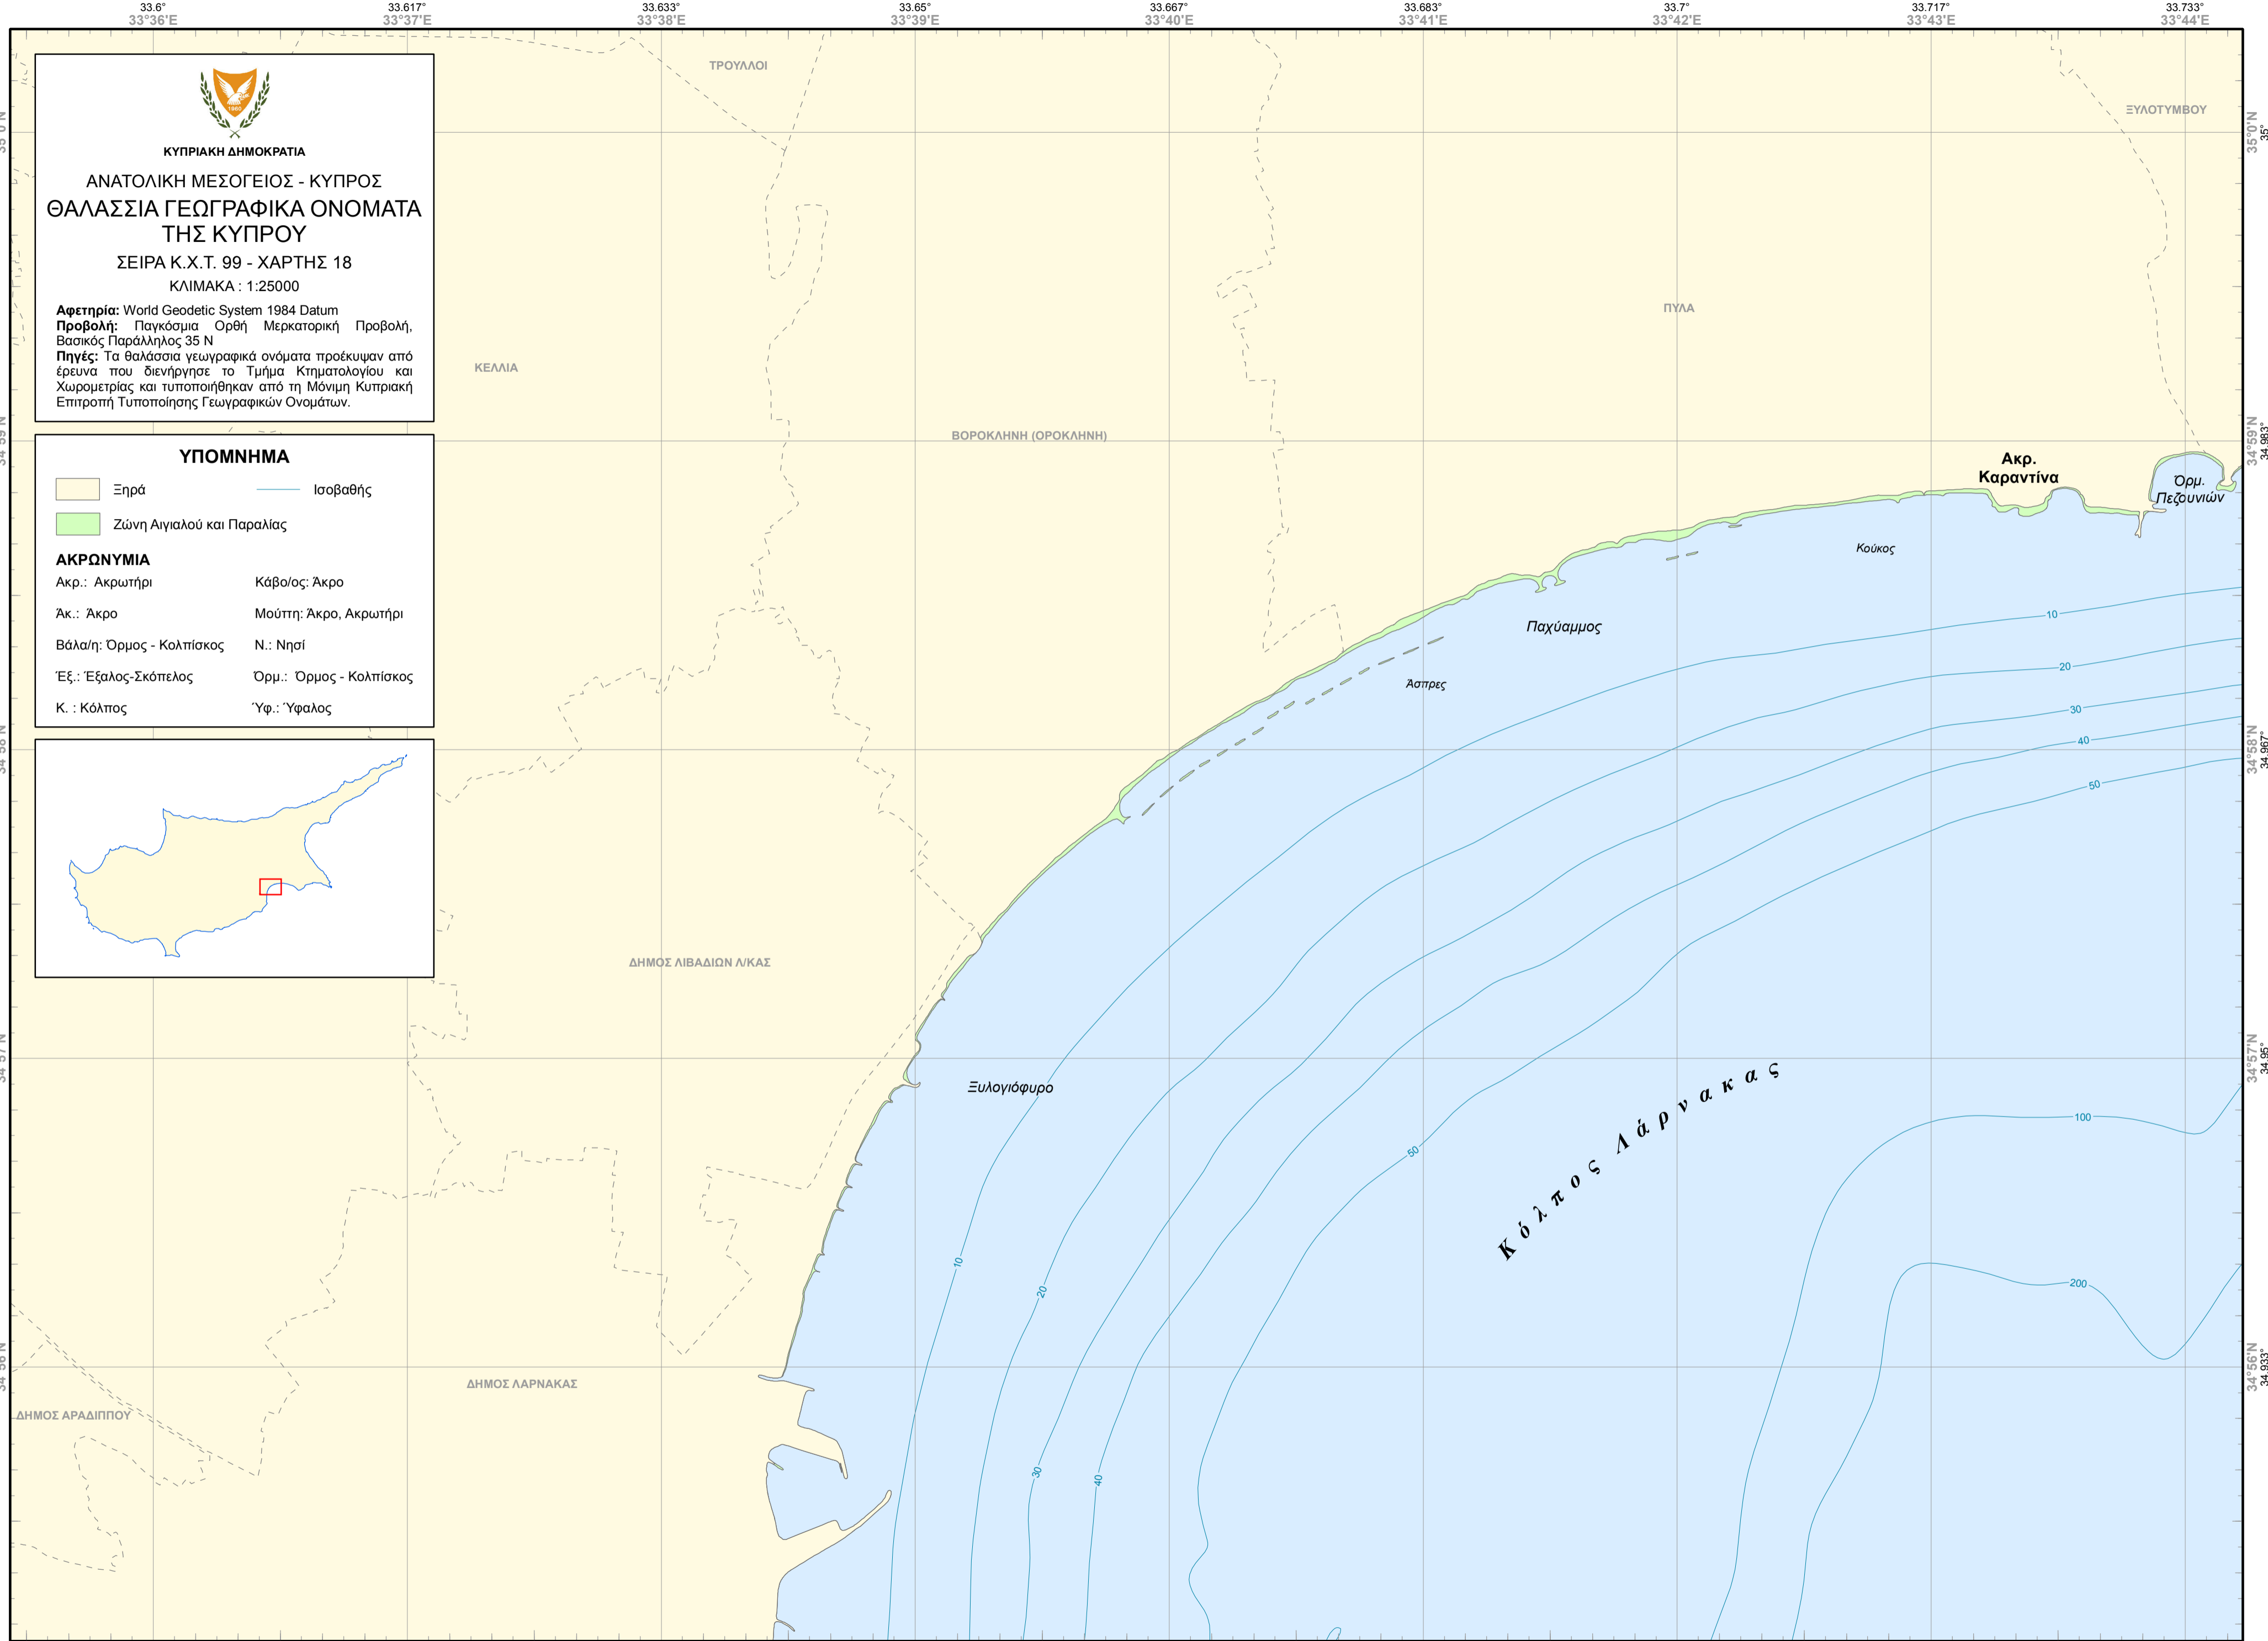 33.6° 33.617° 33.633° 33.65° 33.667° 33.683° 33.7° 33.717° 33.733°
33°36'E 33°37'E 33°38'E 33°39'E 33°40'E 33°41'E 33°42'E 33°43'E 33°44'E
1960
ΚΥΠΡΙΑΚΗ ΔΗΜΟΚΡΑΤΙΑ
ΑΝΑΤΟΛΙΚΗ ΜΕΣΟΓΕΙΟΣ - ΚΥΠΡΟΣ
ΘΑΛΑΣΣΙΑ ΓΕΩΓΡΑΦΙΚΑ ΟΝΟΜΑΤΑ
ΤΗΣ ΚΥΠΡΟΥ
ΣΕΙΡΑ Κ.Χ.Τ. 99 - ΧΑΡΤΗΣ 18
ΚΛΙΜΑΚΑ : 1:25000
Αφετηρία: World Geodetic System 1984 Datum
Προβολή: Παγκόσμια Ορθή Μερκατορική Προβολή,
Βασικός Παράλληλος 35 N
Πηγές: Τα θαλάσσια γεωγραφικά ονόματα προέκυψαν από
έρευνα που διενήργησε το Τμήμα Κτηματολογίου και
Χωρομετρίας και τυποποιήθηκαν από τη Μόνιμη Κυπριακή
Επιτροπή Τυποποίησης Γεωγραφικών Ονομάτων.
ΥΠΟΜΝΗΜΑ
Ξηρά Ισοβαθής
Ζώνη Αιγιαλού και Παραλίας
ΑΚΡΩΝΥΜΙΑ
Ακρ.: Ακρωτήρι Κάβο/ος: Άκρο
Άκ.: Άκρο Μούττη: Άκρο, Ακρωτήρι
Βάλα/η: Όρμος - Κολπίσκος Ν.: Νησί
Έξ.: Έξαλος-Σκόπελος Όρμ.: Όρμος - Κολπίσκος
Κ. : Κόλπος Ύφ.: Ύφαλος
ΤΡΟΥΛΛΟΙ
ΞΥΛΟΤΥΜΒΟΥ
35°0'N 35°
ΠΥΛΑ
ΚΕΛΛΙΑ
ΒΟΡΟΚΛΗΝΗ (ΟΡΟΚΛΗΝΗ)
34°59'N 34.983°
Ακρ.
Καραντίνα
Όρμ.
Πεζουνιών
Κούκος
Παχύαμμος
Άσπρες
10
20
30
40
50
34°58'N 34.967°
ΔΗΜΟΣ ΛΙΒΑΔΙΩΝ Λ/ΚΑΣ
34°57'N 34.95°
Ξυλογιόφυρο
Κόλπος Λάρνακας
100
50
10
20
200
34°56'N 34.933°
ΔΗΜΟΣ ΛΑΡΝΑΚΑΣ
ΔΗΜΟΣ ΑΡΑΔΙΠΠΟΥ
30
40